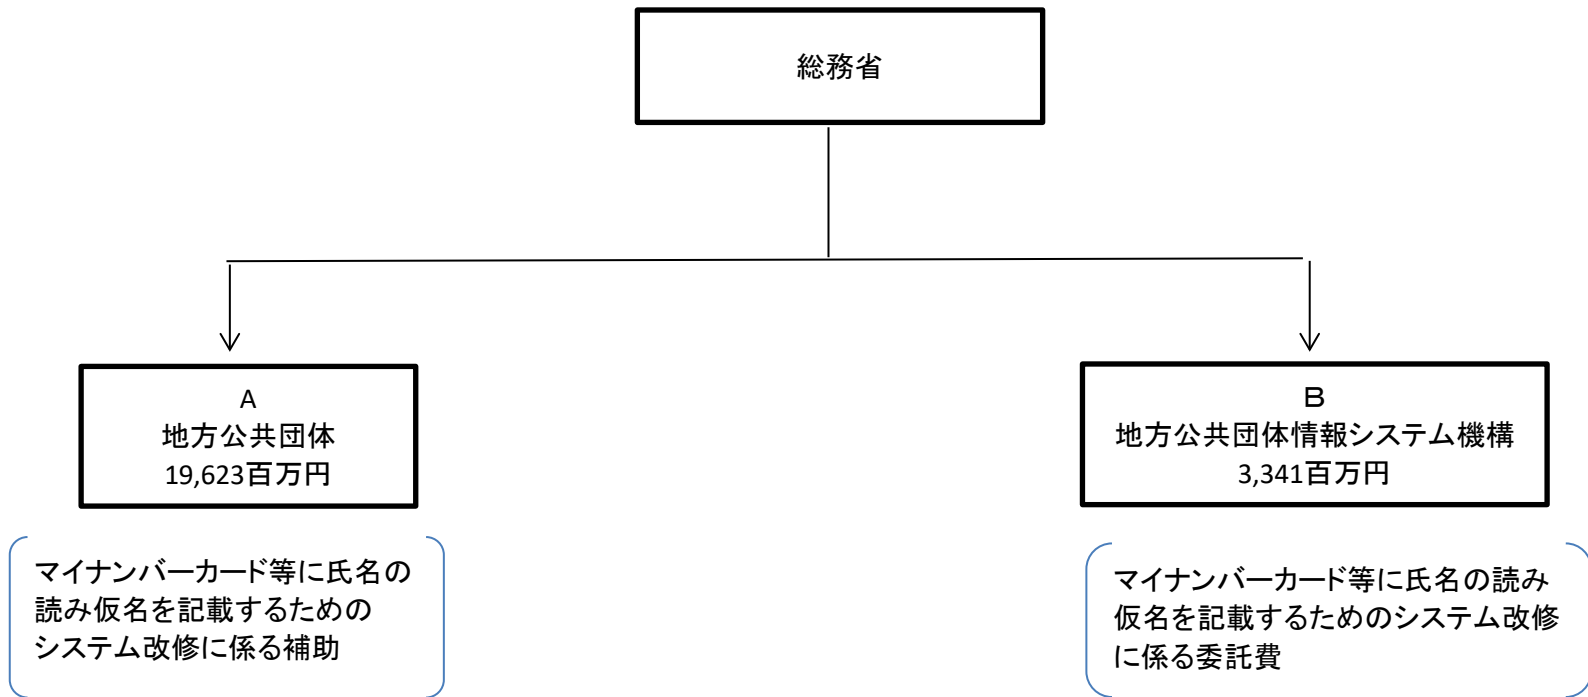 総務省
A
地方公共団体
19,623百万円
B
地方公共団体情報システム機構
3,341百万円
マイナンバーカード等に氏名の
読み仮名を記載するための
システム改修に係る補助
マイナンバーカード等に氏名の読み
仮名を記載するためのシステム改修
に係る委託費